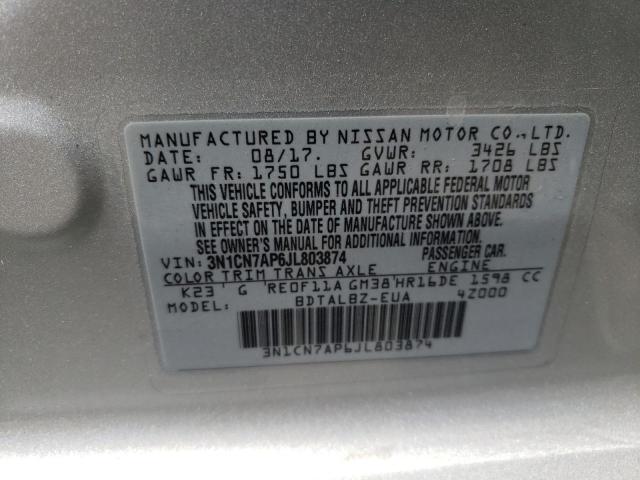 MANUFACTURED BY NISSAN MOTOR CO.,LTD.
DATE: 08/17. GVWR: 3426 LBS
GAWR FR: 1750 LBS GAWR RR: 1708 LBS
THIS VEHICLE CONFORMS TO ALL APPLICABLE FEDERAL MOTOR
VEHICLE SAFETY, BUMPER AND THEFT PREVENTION STANDARDS
IN EFFECT ON THE DATE OF MANUFACTURE SHOWN ABOVE.
SEE OWNER'S MANUAL FOR ADDITIONAL INFORMATION.
VIN: 3N1CN7AP6JL803874 PASSENGER CAR.
COLOR TRIM TRANS AXLE ENGINE
K23 G RE0F11A GM38 HR16DE 1598 CC
BDTALBZ-EUA 4Z000
3N1CN7AP6JL803874